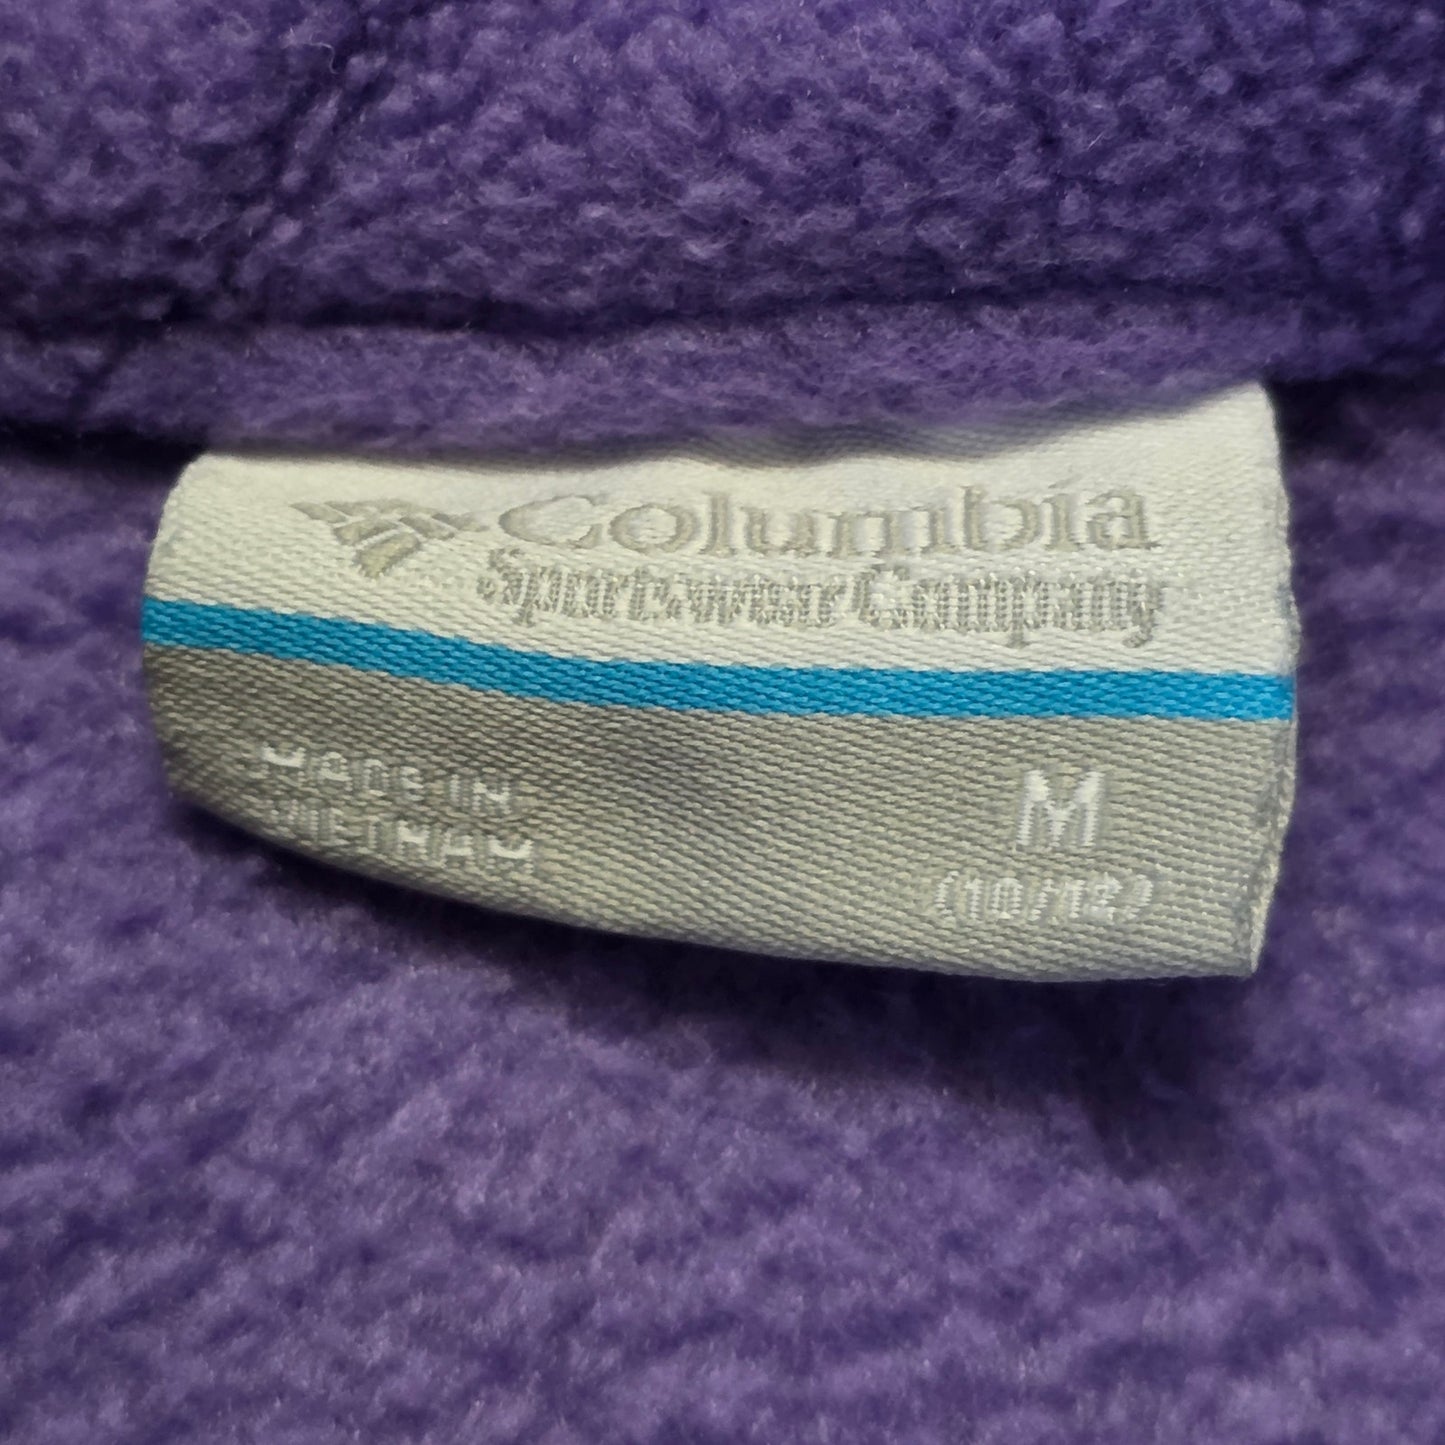 Columbia
Sportswear Company
MADE IN
VIETNAM
M
(10/12)